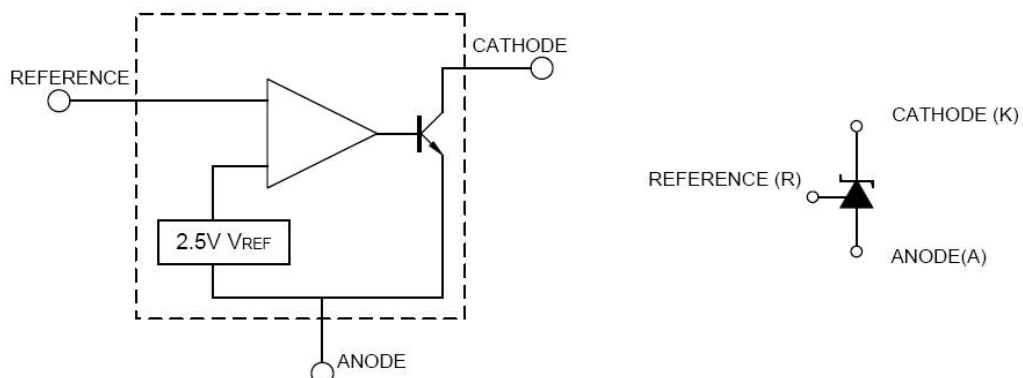 CATHODE
REFERENCE
2.5V VREF
ANODE
CATHODE (K)
REFERENCE (R)
ANODE(A)